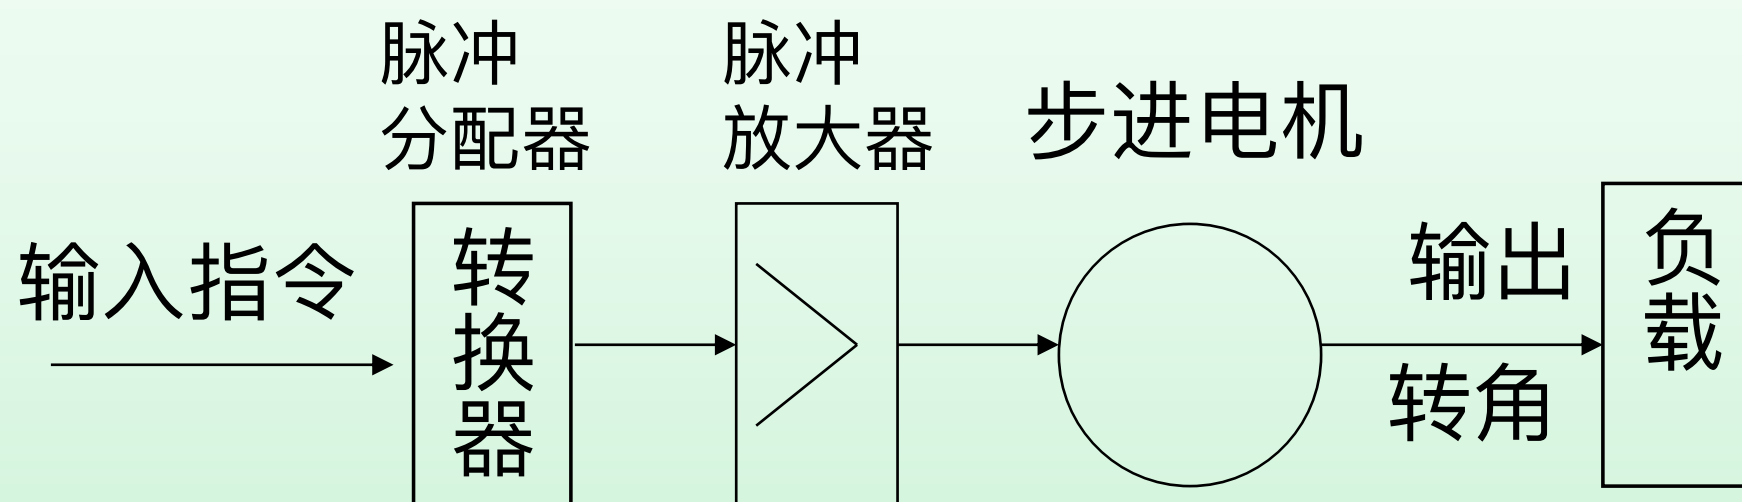 脉冲
分配器
脉冲
放大器
步进电机
输入指令
转
换
器
输出
转角
负
载